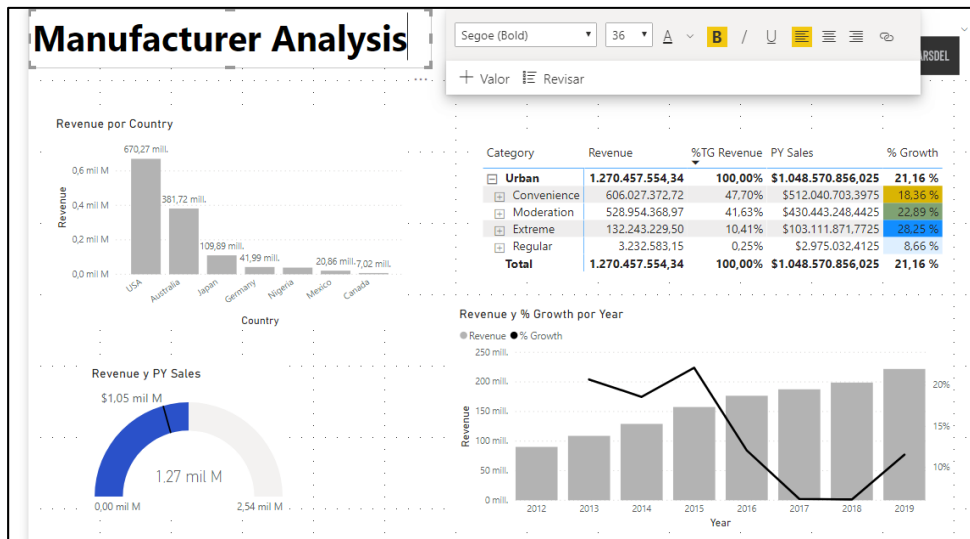 Manufacturer Analysis
Segoe (Bold) 36 A B I U
Valor Revisar
ARSDEL
Revenue por Country
670,27 mill.
0,6 mil M
381,72 mill.
0,4 mil M
Revenue
0,2 mil M
109,89 mill.
41,99 mill.
20,86 mill.
7,02 mill.
0,0 mil M
USA Australia Japan Germany Nigeria Mexico Canada
Country
Category Revenue %TG Revenue PY Sales % Growth
Urban 1.270.457.554,34 100,00% $1.048.570.856,025 21,16 %
Convenience 606.027.372,72 47,70% $512.040.703,3975 18,36 %
Moderation 528.954.368,97 41,63% $430.443.248,4425 22,89 %
Extreme 132.243.229,50 10,41% $103.111.871,7725 28,25 %
Regular 3.232.583,15 0,25% $2.975.032,4125 8,66 %
Total 1.270.457.554,34 100,00% $1.048.570.856,025 21,16 %
Revenue y PY Sales
$1,05 mil M
1,27 mil M
0,00 mil M 2,54 mil M
Revenue y % Growth por Year
Revenue % Growth
250 mill.
200 mill. 20%
150 mill. 15%
Revenue
100 mill. 10%
50 mill.
0 mill.
2012 2013 2014 2015 2016 2017 2018 2019
Year